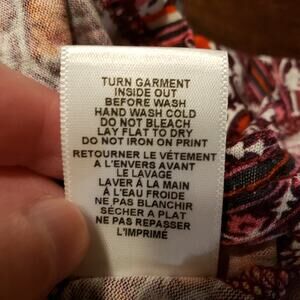 TURN GARMENT
INSIDE OUT
BEFORE WASH
HAND WASH COLD
DO NOT BLEACH
LAY FLAT TO DRY
DO NOT IRON ON PRINT
RETOURNER LE VÉTEMENT
A L'ENVERS AVANT
LE LAVAGE
LAVER À LA MAIN
À L'EAU FROIDE
NE PAS BLANCHIR
SÉCHER A PLAT
NE PAS REPASSER
L'IMPRIMÉ